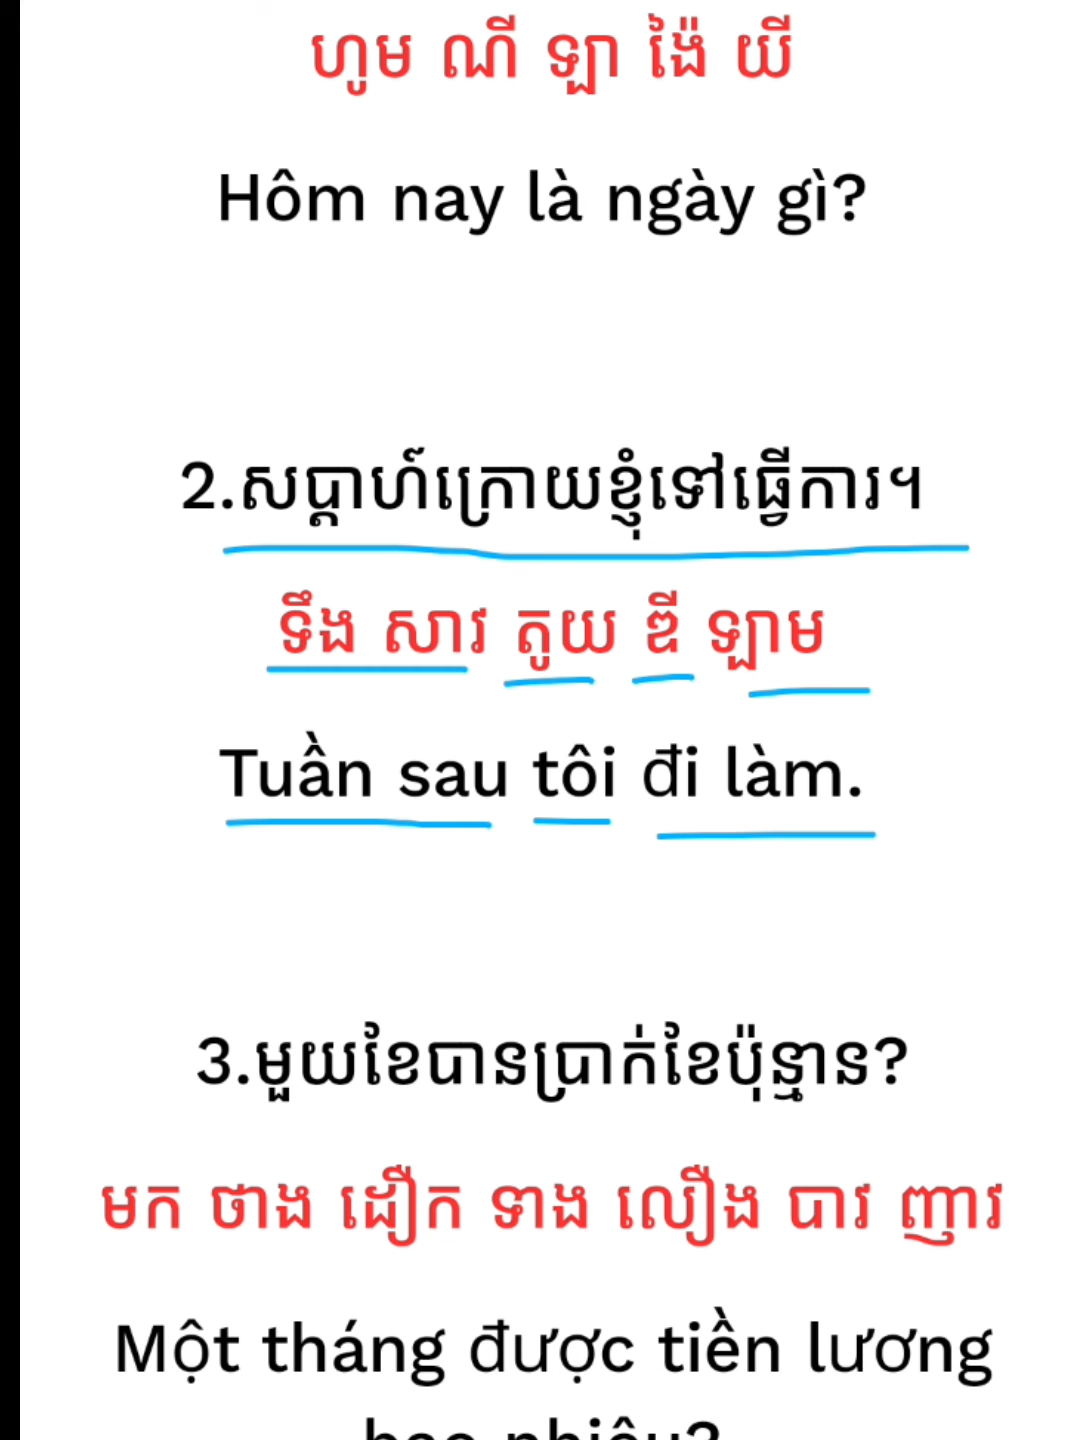 ហូម ណី ឡា ង៉ៃ យី
Hôm nay là ngày gì?
2.សប្តាហ៍ក្រោយខ្ញុំទៅធ្វើការ។
ទឹង សាវ តូយ ឌី ឡាម
Tuần sau tôi đi làm.
3.មួយខែបានប្រាក់ខែប៉ុន្មាន?
មក ថាង ដឿក ទាង លឿង បាវ ញាវ
Một tháng được tiền lương
bao nhiêu?